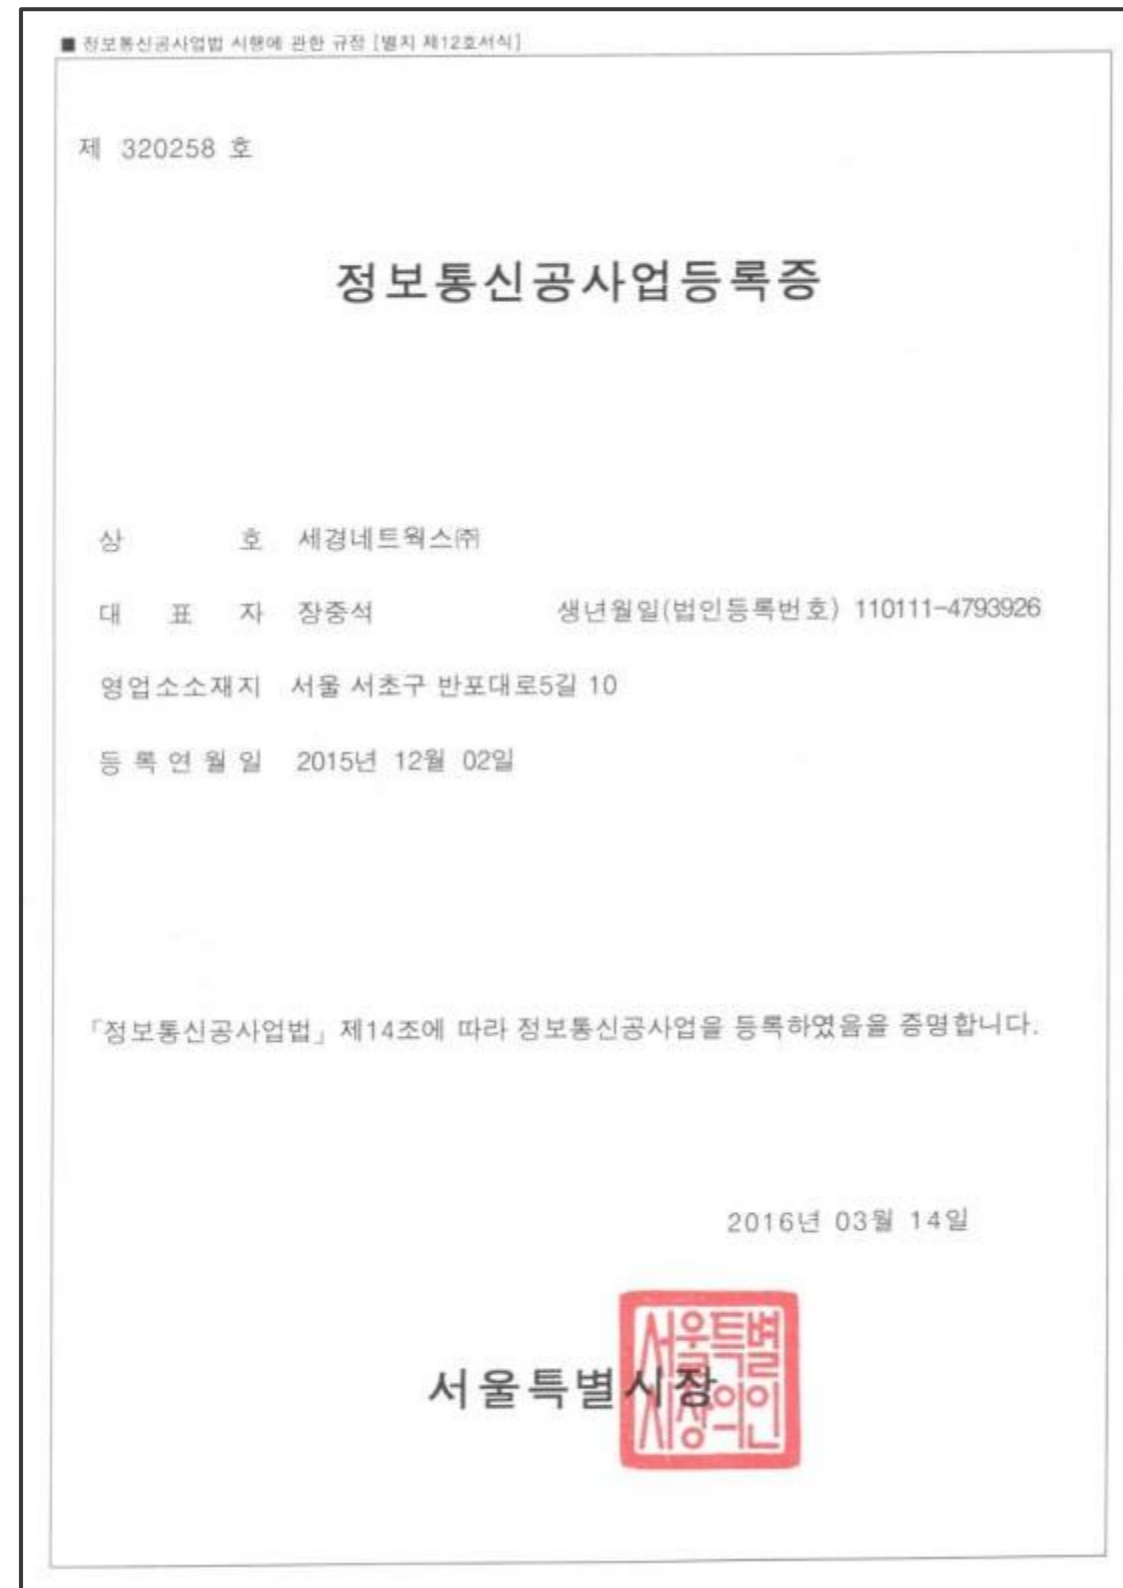 ■ 정보통신공사업법 시행에 관한 규정 [별지 제12호서식]
제 320258 호
정보통신공사업등록증
상 호 세경네트웍스㈜
대 표 자 장중석 생년월일(법인등록번호) 110111-4793926
영업소소재지 서울 서초구 반포대로5길 10
등록연월일 2015년 12월 02일
「정보통신공사업법」 제14조에 따라 정보통신공사업을 등록하였음을 증명합니다.
2016년 03월 14일
서울특별시장
서울특별
시장의인